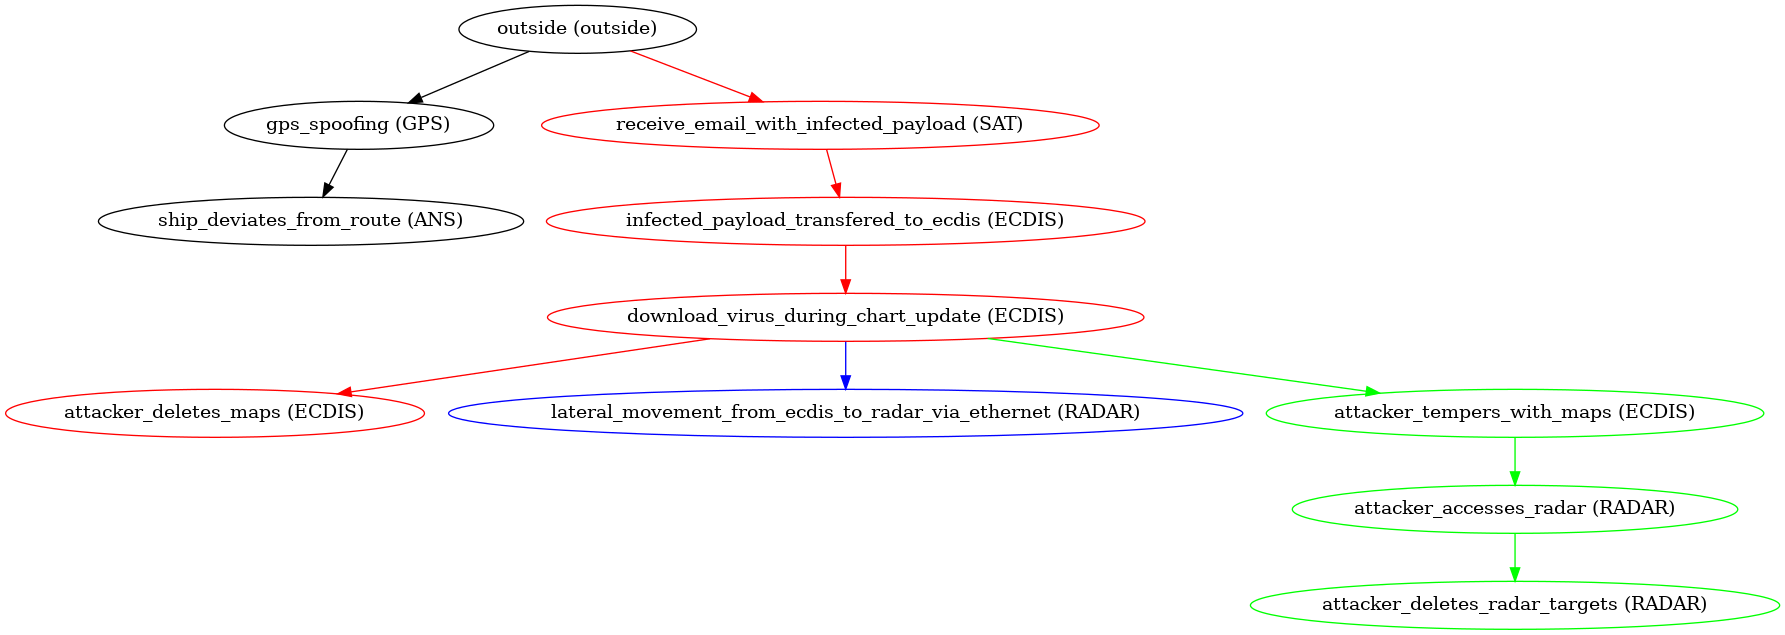 outside (outside)
gps_spoofing (GPS)
receive_email_with_infected_payload (SAT)
ship_deviates_from_route (ANS)
infected_payload_transfered_to_ecdis (ECDIS)
download_virus_during_chart_update (ECDIS)
attacker_deletes_maps (ECDIS)
lateral_movement_from_ecdis_to_radar_via_ethernet (RADAR)
attacker_tempers_with_maps (ECDIS)
attacker_accesses_radar (RADAR)
attacker_deletes_radar_targets (RADAR)